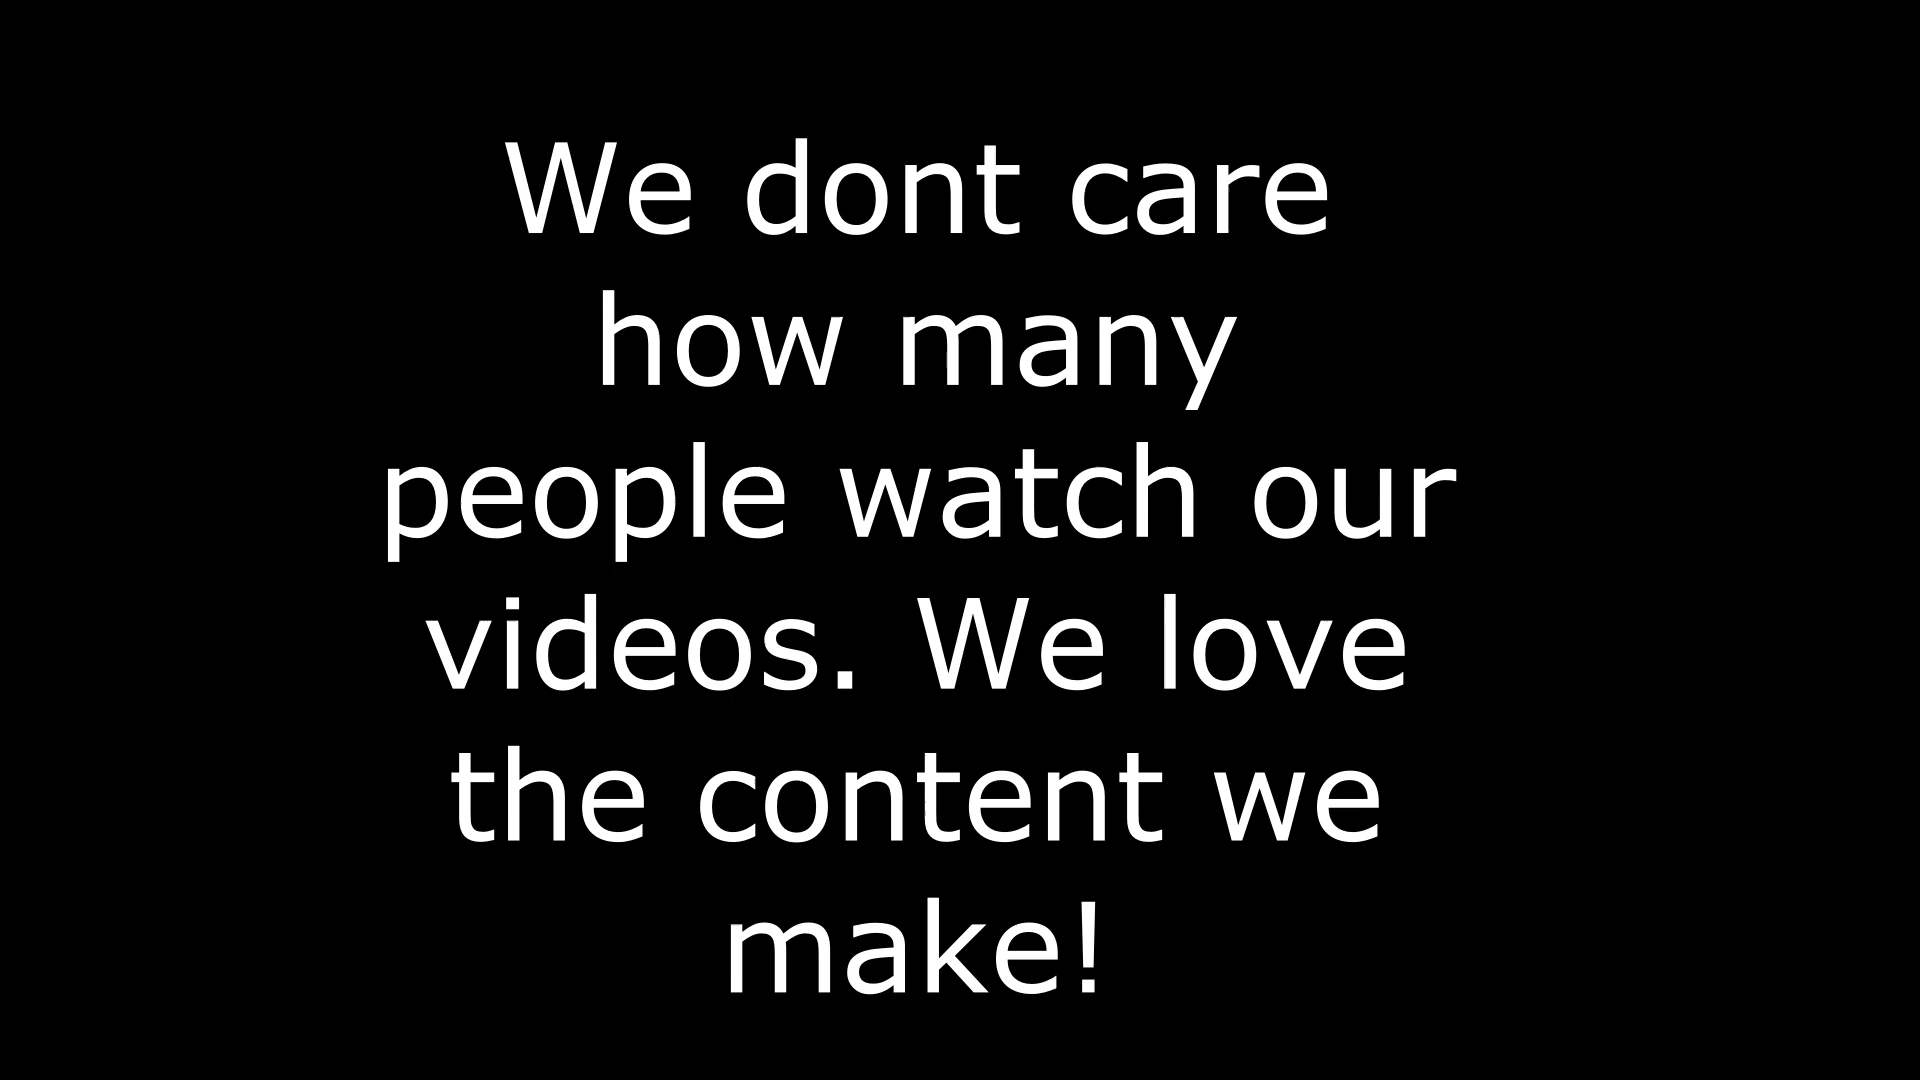 We dont care
how many
people watch our
videos. We love
the content we
make!